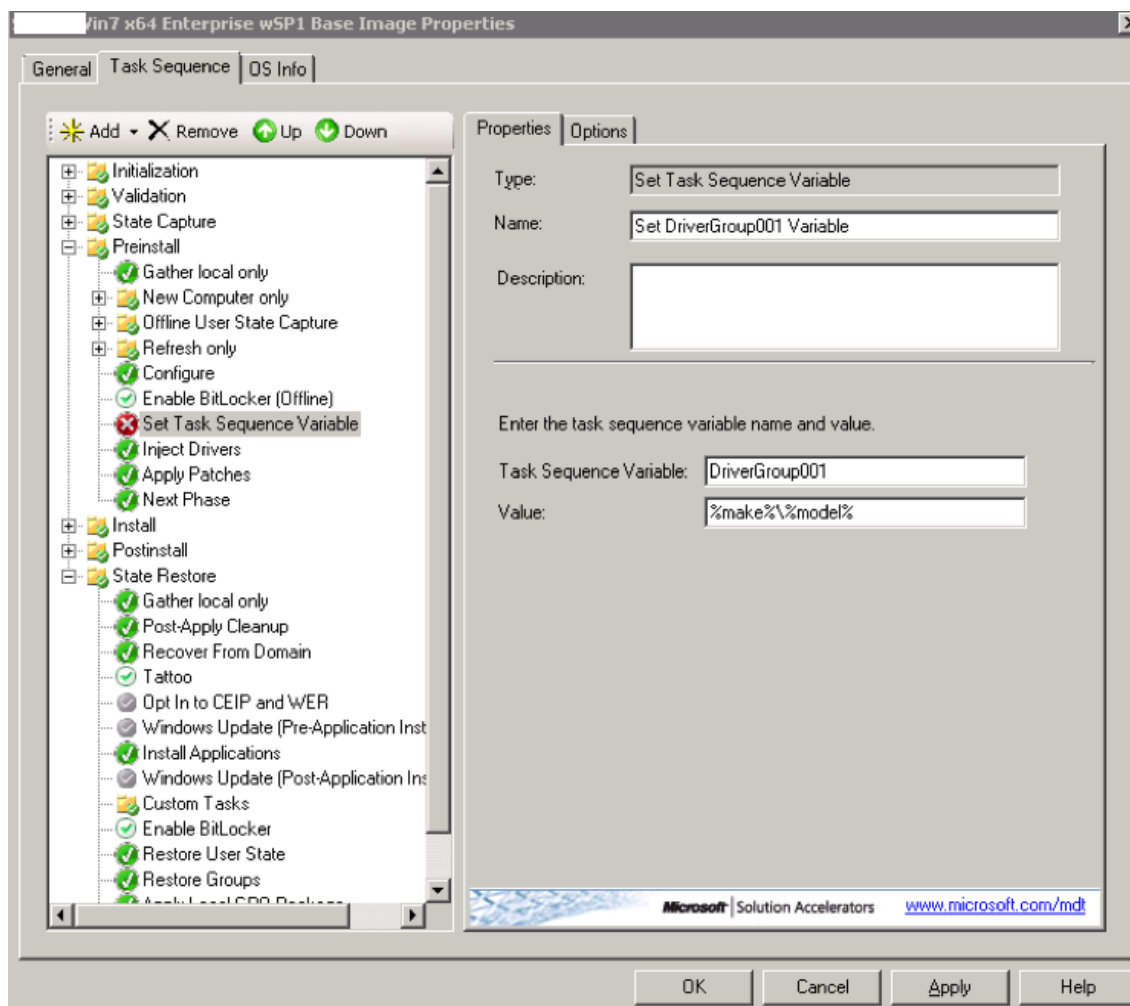 Win7 x64 Enterprise wSP1 Base Image Properties
General Task Sequence OS Info
Add Remove Up Down
Initialization
Validation
State Capture
Preinstall
Gather local only
New Computer only
Offline User State Capture
Refresh only
Configure
Enable BitLocker (Offline)
Set Task Sequence Variable
Inject Drivers
Apply Patches
Next Phase
Install
Postinstall
State Restore
Gather local only
Post-Apply Cleanup
Recover From Domain
Tattoo
Opt In to CEIP and WER
Windows Update (Pre-Application Inst
Install Applications
Windows Update (Post-Application Ins
Custom Tasks
Enable BitLocker
Restore User State
Restore Groups
Apply Local GPO Package
Properties Options
Type: Set Task Sequence Variable
Name: Set DriverGroup001 Variable
Description:
Enter the task sequence variable name and value.
Task Sequence Variable: DriverGroup001
Value: %make%\%model%
Microsoft Solution Accelerators www.microsoft.com/mdt
OK Cancel Apply Help